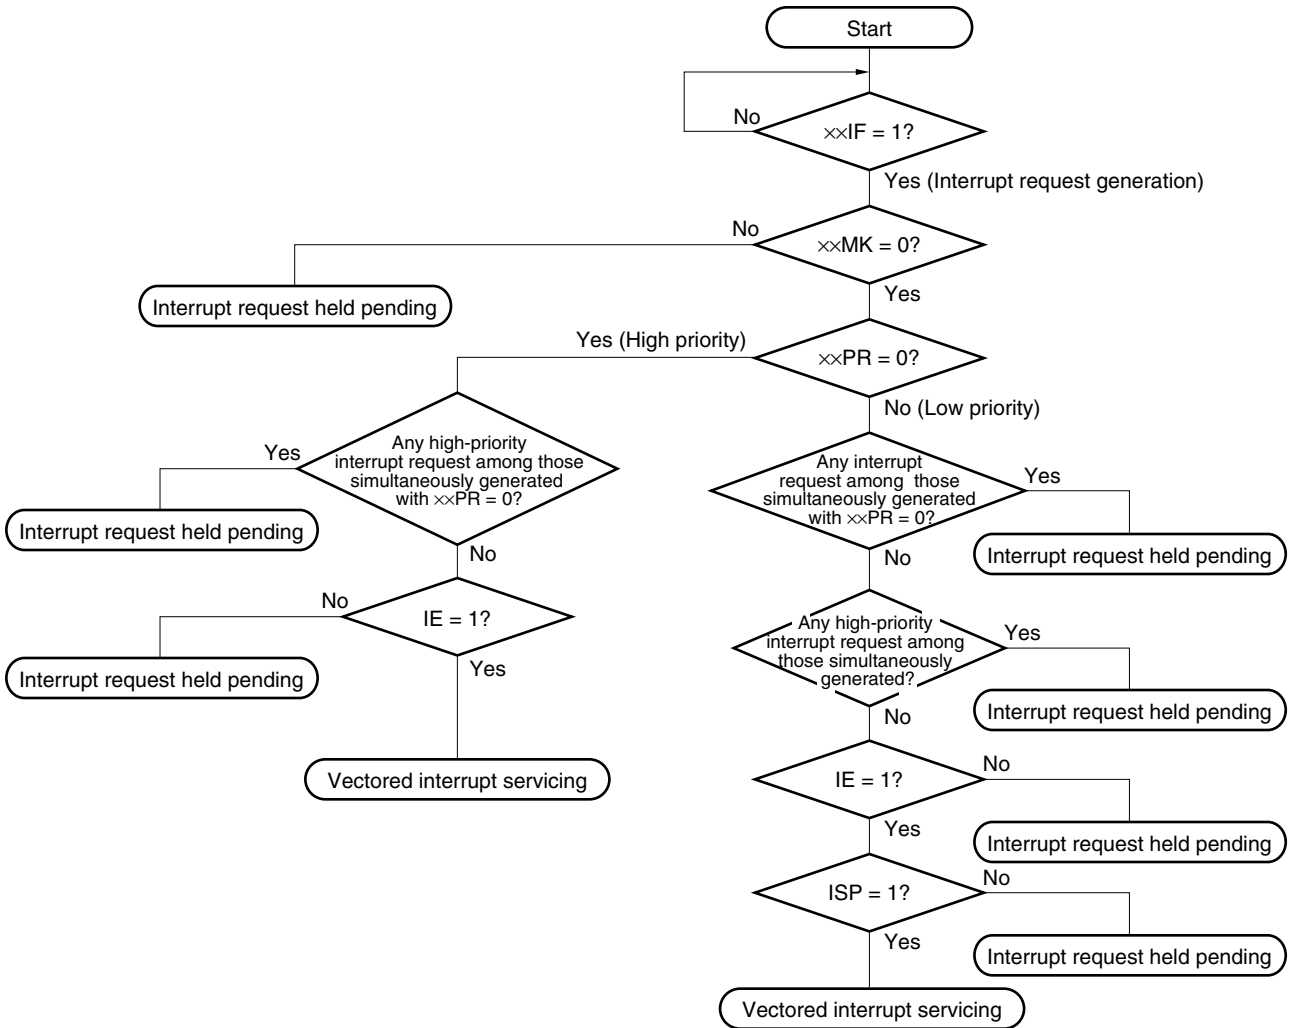 Start
No
××IF = 1?
Yes (Interrupt request generation)
No
××MK = 0?
Interrupt request held pending
Yes
Yes (High priority)
××PR = 0?
No (Low priority)
Yes
Any high-priority
interrupt request among those
simultaneously generated
with ××PR = 0?
Interrupt request held pending
No
Any interrupt
request among those
simultaneously generated
with ××PR = 0?
Yes
Interrupt request held pending
No
No
IE = 1?
Interrupt request held pending
Yes
Vectored interrupt servicing
Any high-priority
interrupt request among
those simultaneously
generated?
Yes
Interrupt request held pending
No
IE = 1?
No
Interrupt request held pending
Yes
ISP = 1?
No
Interrupt request held pending
Yes
Vectored interrupt servicing